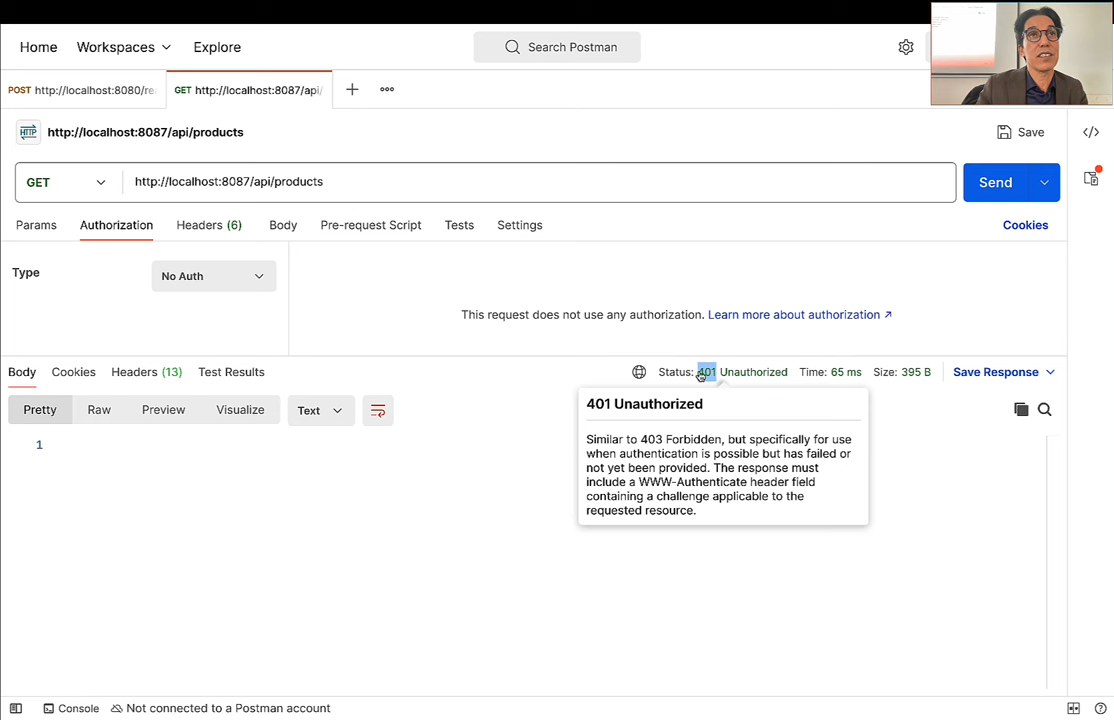 Home Workspaces Explore Search Postman
POST http://localhost:8080/re GET http://localhost:8087/api/
HTTP http://localhost:8087/api/products Save
GET http://localhost:8087/api/products Send
Params Authorization Headers (6) Body Pre-request Script Tests Settings Cookies
Type No Auth
This request does not use any authorization. Learn more about authorization ↗
Body Cookies Headers (13) Test Results Status: 401 Unauthorized Time: 65 ms Size: 395 B Save Response
Pretty Raw Preview Visualize Text
401 Unauthorized
1
Similar to 403 Forbidden, but specifically for use
when authentication is possible but has failed or
not yet been provided. The response must
include a WWW-Authenticate header field
containing a challenge applicable to the
requested resource.
Console Not connected to a Postman account